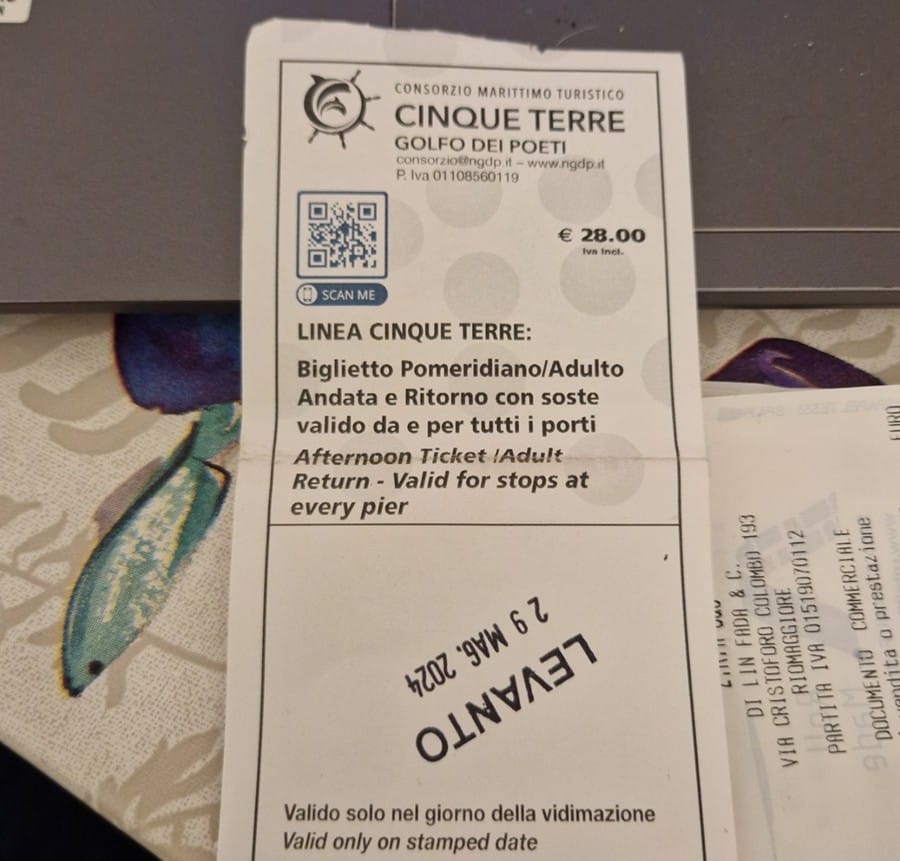 CONSORZIO MARITTIMO TURISTICO
CINQUE TERRE
GOLFO DEI POETI
consorzio@ngdp.it – www.ngdp.it
P. Iva 01108560119
€ 28.00
Iva Incl.
SCAN ME
LINEA CINQUE TERRE:
Biglietto Pomeridiano/Adulto
Andata e Ritorno con soste
valido da e per tutti i porti
Afternoon Ticket /Adult
Return - Valid for stops at
every pier
LEVANTO
29 MAG. 2024
Valido solo nel giorno della vidimazione
Valid only on stamped date
DI LIN FADA & C.
VIA CRISTOFORO COLOMBO 193
RIOMAGGIORE
PARTITA IVA 01519070112
DOCUMENTO COMMERCIALE
vendita o prestazione
EURO